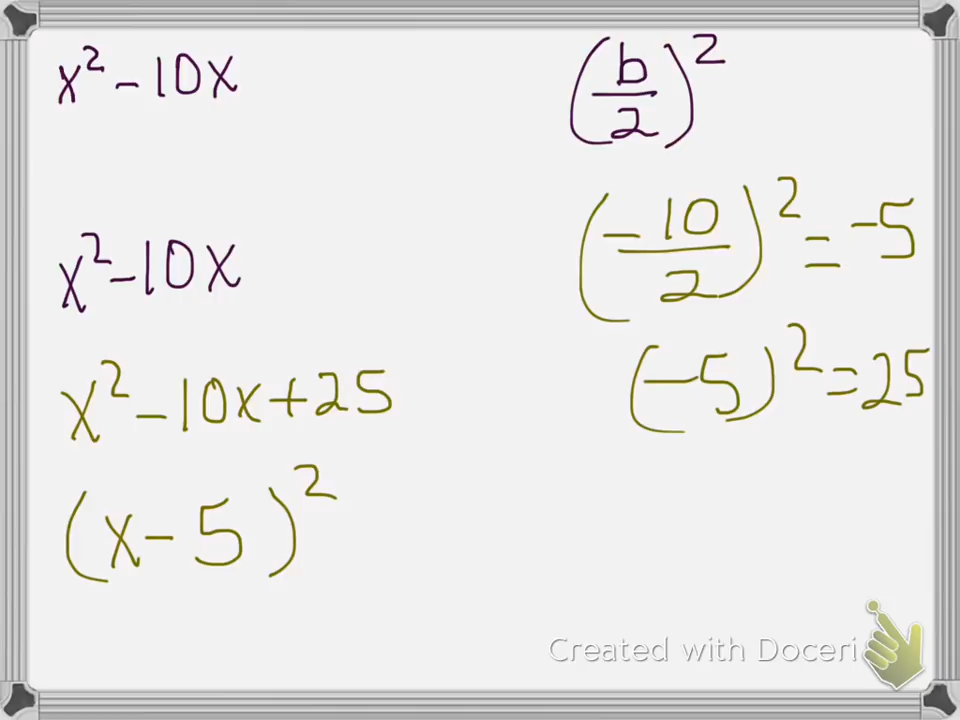 x² - 10x
(b/2)²
x² - 10x
(-10/2)² = -5
x² - 10x + 25
(-5)² = 25
(x - 5)²
Created with Doceri